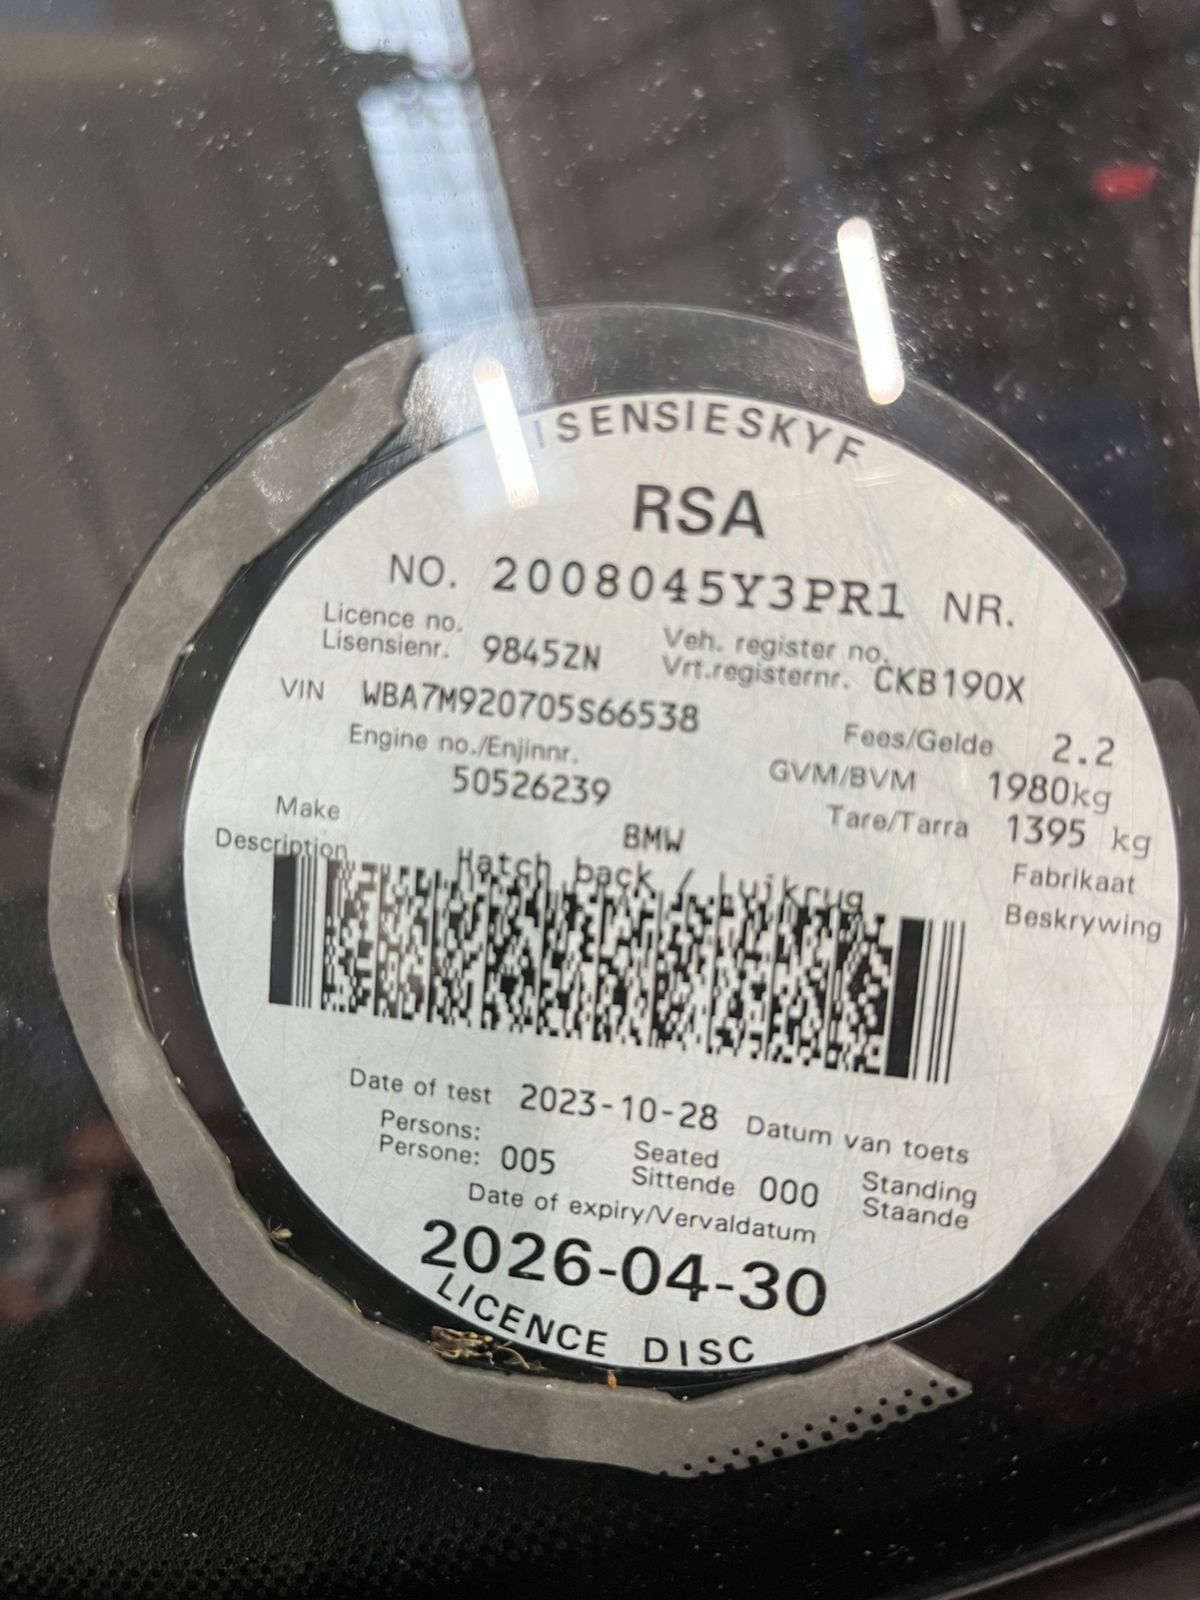 LISENSIESKYF
RSA
NO. 2008045Y3PR1 NR.
Licence no. Lisensienr. 9845ZN Veh. register no. Vrt.registernr. CKB190X
VIN WBA7M920705S66538 Fees/Gelde 2.2
Engine no./Enjinnr. 50526239 GVM/BVM 1980kg
Tare/Tarra 1395 kg
Make BMW Fabrikaat
Description Hatch back / Luikrug Beskrywing
Date of test 2023-10-28 Datum van toets
Persons: Persone: 005 Seated Sittende 000 Standing Staande
Date of expiry/Vervaldatum
2026-04-30
LICENCE DISC